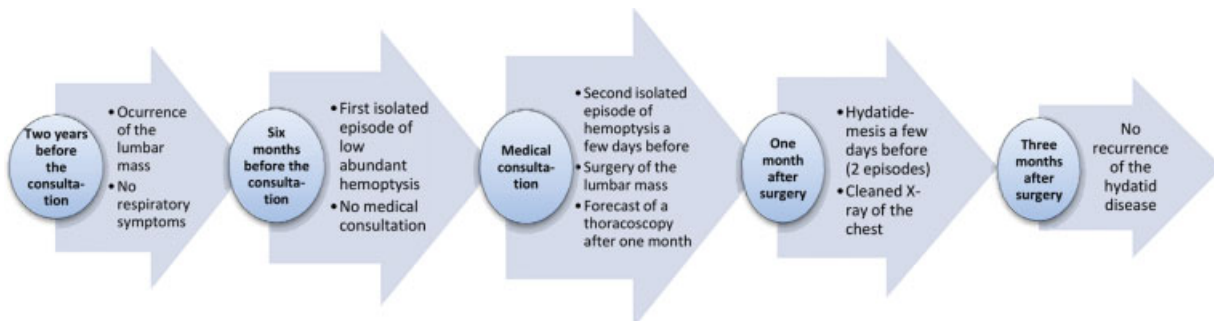 Two years
before
the
consulta-
tion
• Ocurrence
of the
lumbar
mass
• No
respiratory
symptoms
Six
months
before the
consulta-
tion
• First isolated
episode of
low
abundant
hemoptysis
• No medical
consultation
Medical
consulta-
tion
• Second isolated
episode of
hemoptysis a
few days before
• Surgery of the
lumbar mass
• Forecast of a
thoracoscopy
after one month
One
month
after
surgery
• Hydatide-
mesis a few
days before
(2 episodes)
• Cleaned X-
ray of the
chest
Three
months
after
surgery
No
recurrence
of the
hydatid
disease